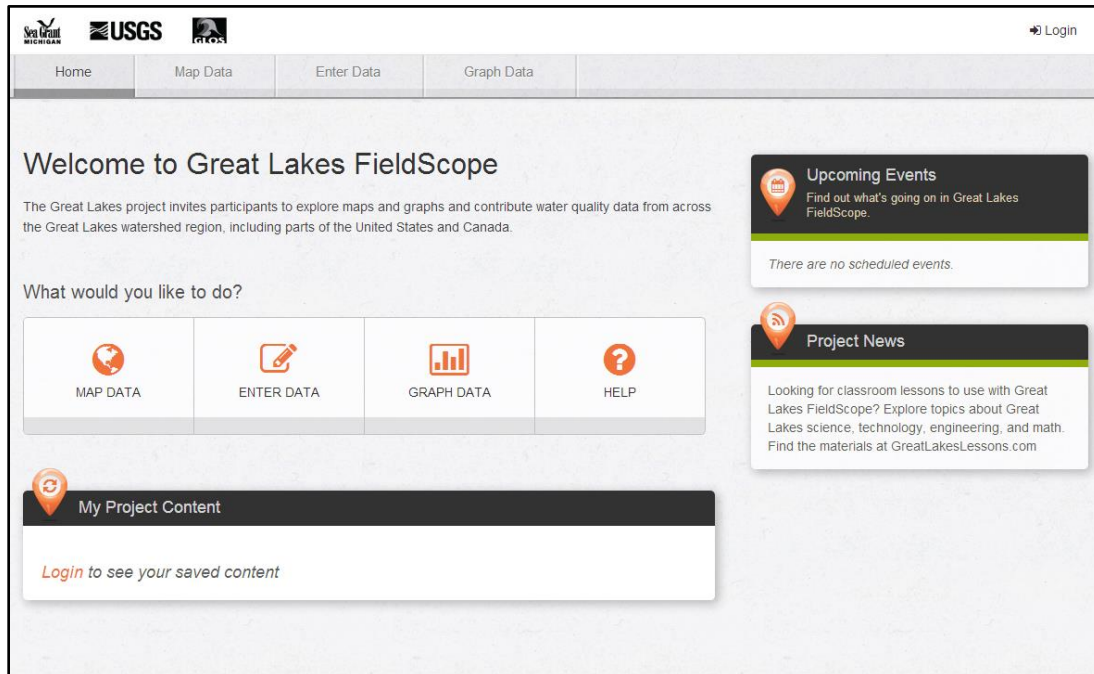 Sea Grant
MICHIGAN
USGS
GLOS
Login
Home
Map Data
Enter Data
Graph Data
Welcome to Great Lakes FieldScope
The Great Lakes project invites participants to explore maps and graphs and contribute water quality data from across
the Great Lakes watershed region, including parts of the United States and Canada.
What would you like to do?
MAP DATA
ENTER DATA
GRAPH DATA
HELP
My Project Content
Login to see your saved content
Upcoming Events
Find out what's going on in Great Lakes
FieldScope.
There are no scheduled events.
Project News
Looking for classroom lessons to use with Great
Lakes FieldScope? Explore topics about Great
Lakes science, technology, engineering, and math.
Find the materials at GreatLakesLessons.com